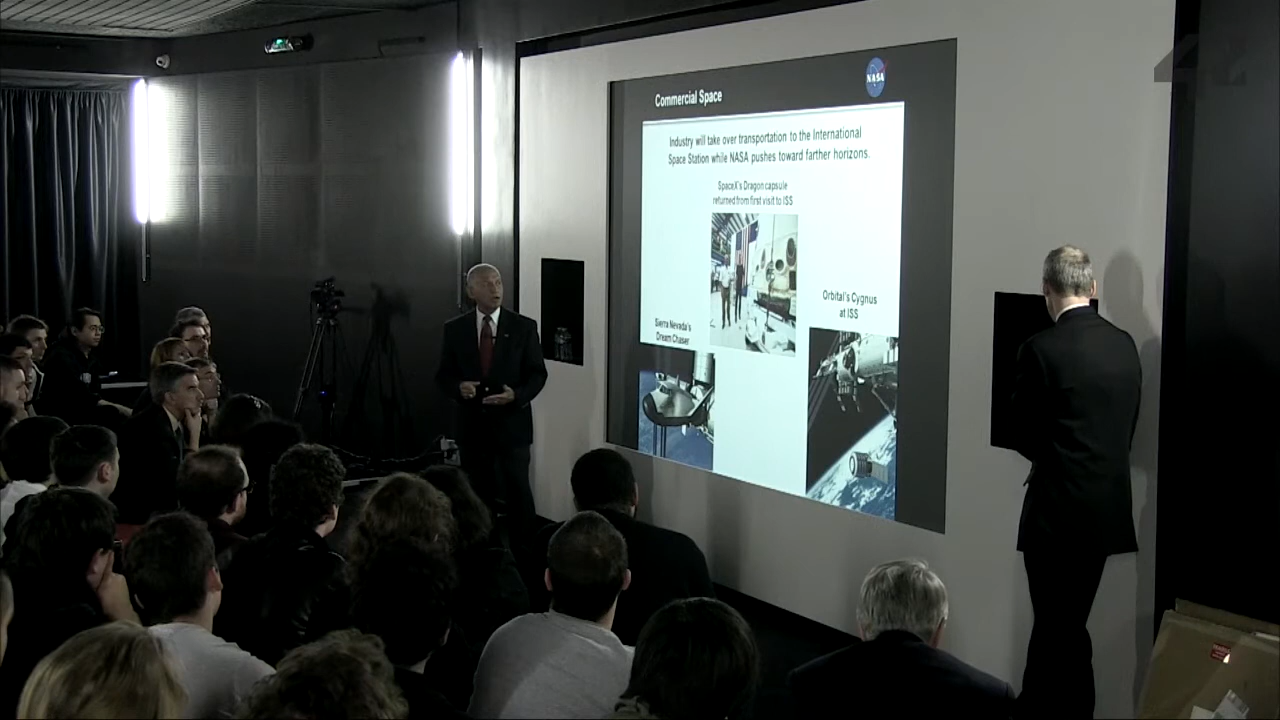 NASA
Commercial Space
Industry will take over transportation to the International
Space Station while NASA pushes toward farther horizons.
SpaceX's Dragon capsule
returned from first visit to ISS
Orbital's Cygnus
at ISS
Sierra Nevada's
Dream Chaser